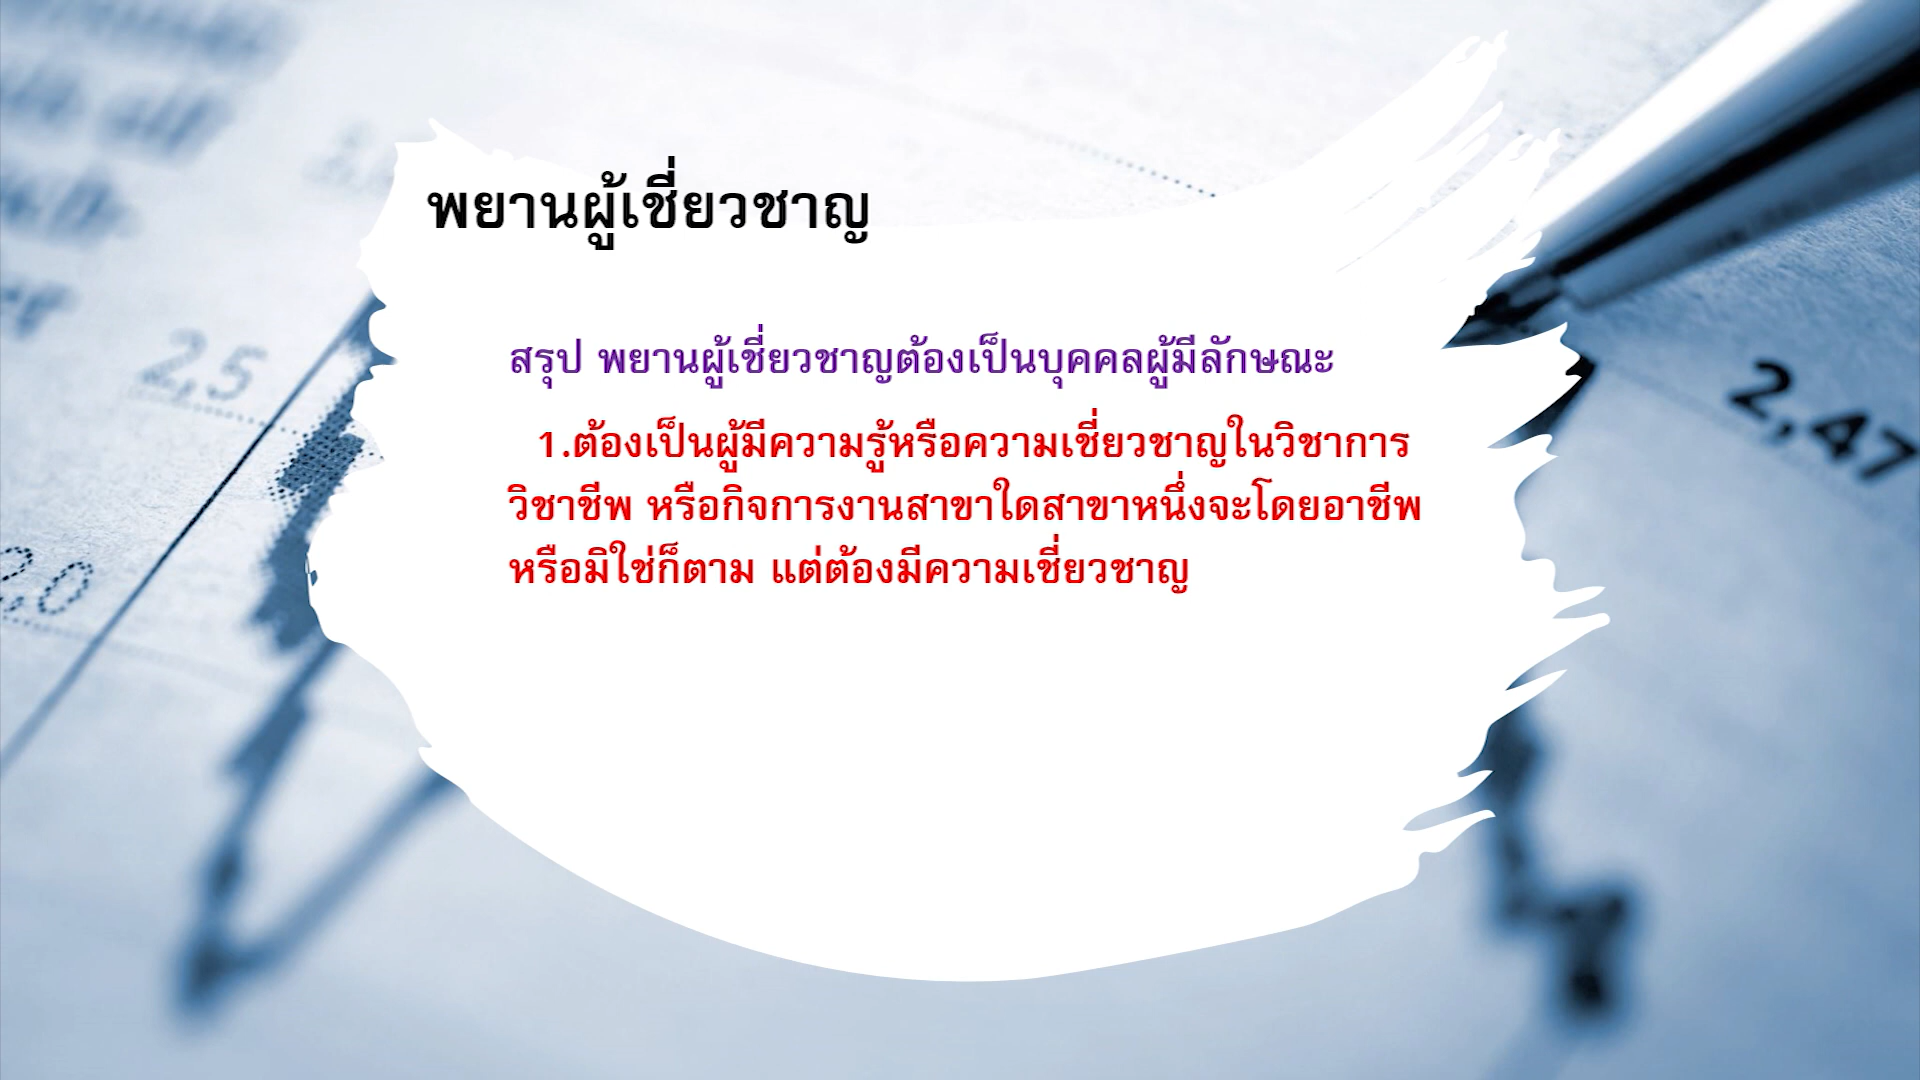 พยานผู้เชี่ยวชาญ
สรุป พยานผู้เชี่ยวชาญต้องเป็นบุคคลผู้มีลักษณะ
1.ต้องเป็นผู้มีความรู้หรือความเชี่ยวชาญในวิชาการ
วิชาชีพ หรือกิจการงานสาขาใดสาขาหนึ่งจะโดยอาชีพ
หรือมิใช่ก็ตาม แต่ต้องมีความเชี่ยวชาญ
2,5
2,47
2,0